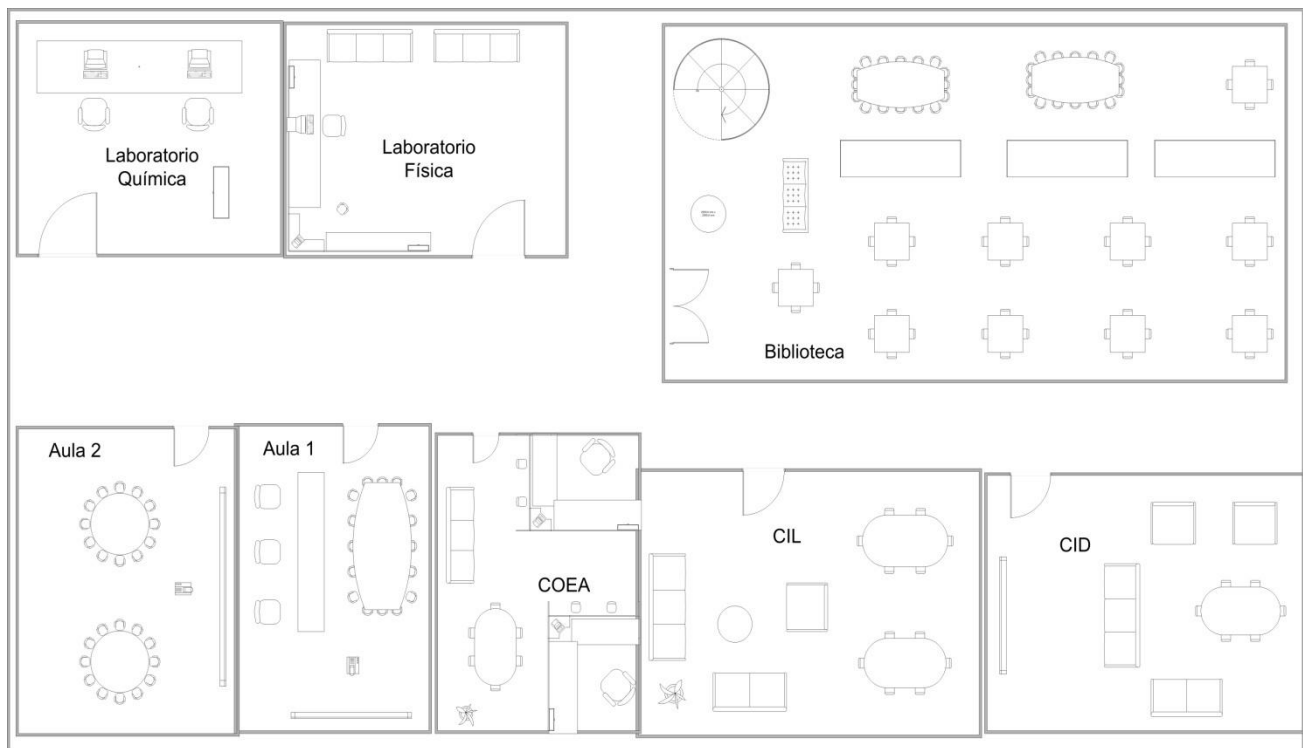 Laboratorio
Química
Laboratorio
Física
Biblioteca
Aula 2
Aula 1
COEA
CIL
CID